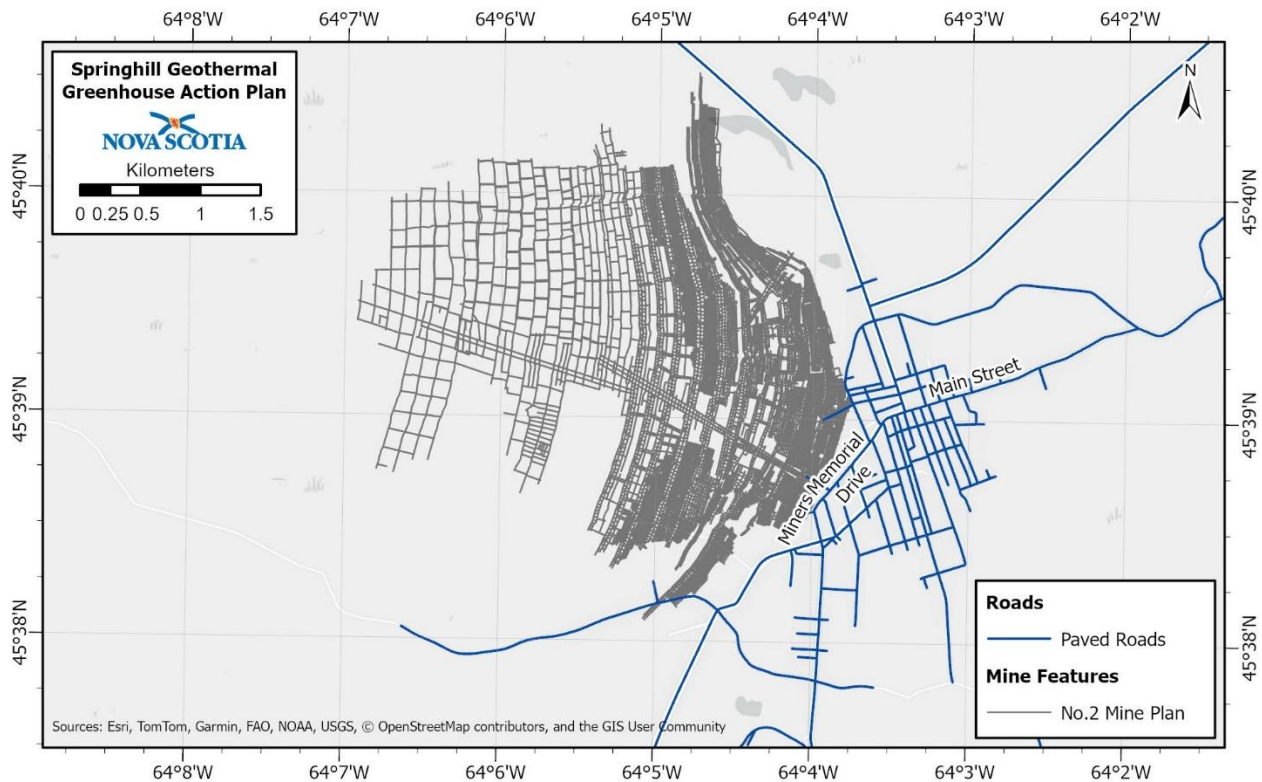 64°8'W 64°7'W 64°6'W 64°5'W 64°4'W 64°3'W 64°2'W
Springhill Geothermal
Greenhouse Action Plan
NOVA SCOTIA
Kilometers
0 0.25 0.5 1 1.5
N
45°40'N
45°40'N
45°39'N
45°39'N
45°38'N
45°38'N
Main Street
Miners Memorial
Drive
Roads
Paved Roads
Mine Features
No.2 Mine Plan
Sources: Esri, TomTom, Garmin, FAO, NOAA, USGS, © OpenStreetMap contributors, and the GIS User Community
64°8'W 64°7'W 64°6'W 64°5'W 64°4'W 64°3'W 64°2'W